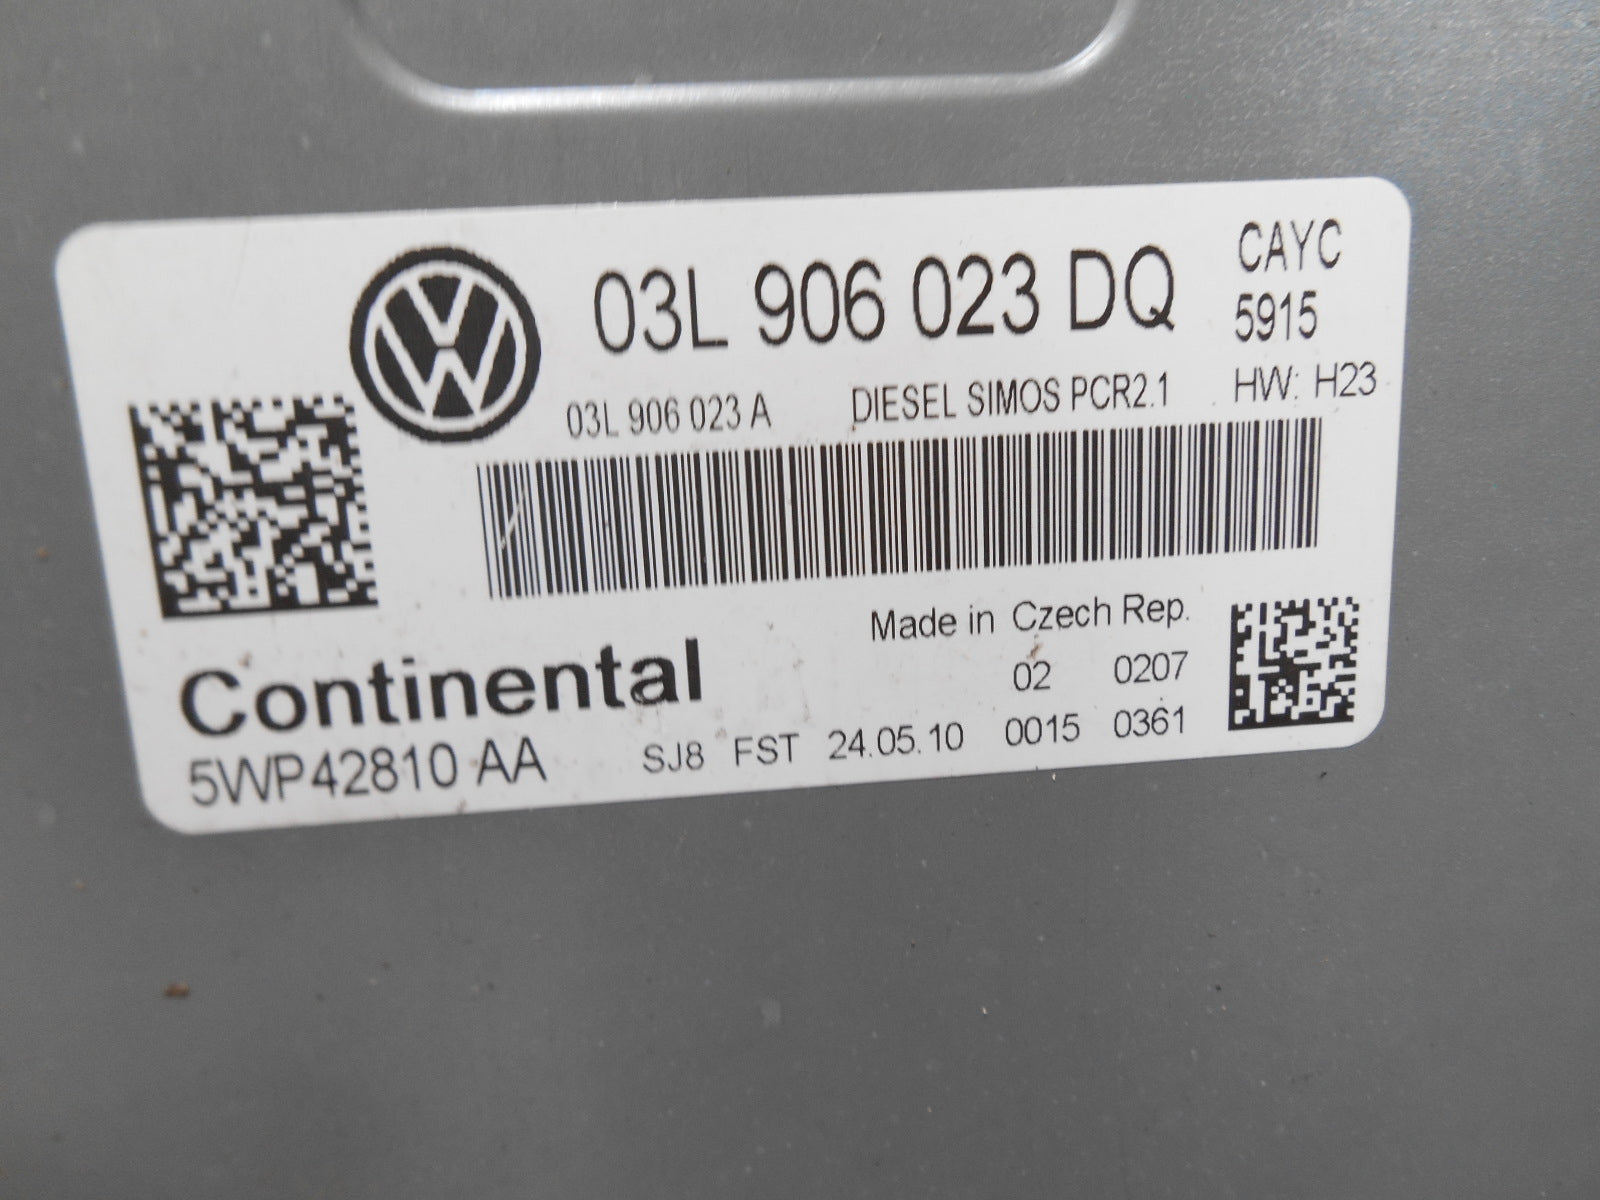 03L 906 023 DQ
CAYC
5915
03L 906 023 A DIESEL SIMOS PCR2.1 HW: H23
Made in Czech Rep.
Continental 02 0207
5WP42810 AA SJ8 FST 24.05.10 0015 0361